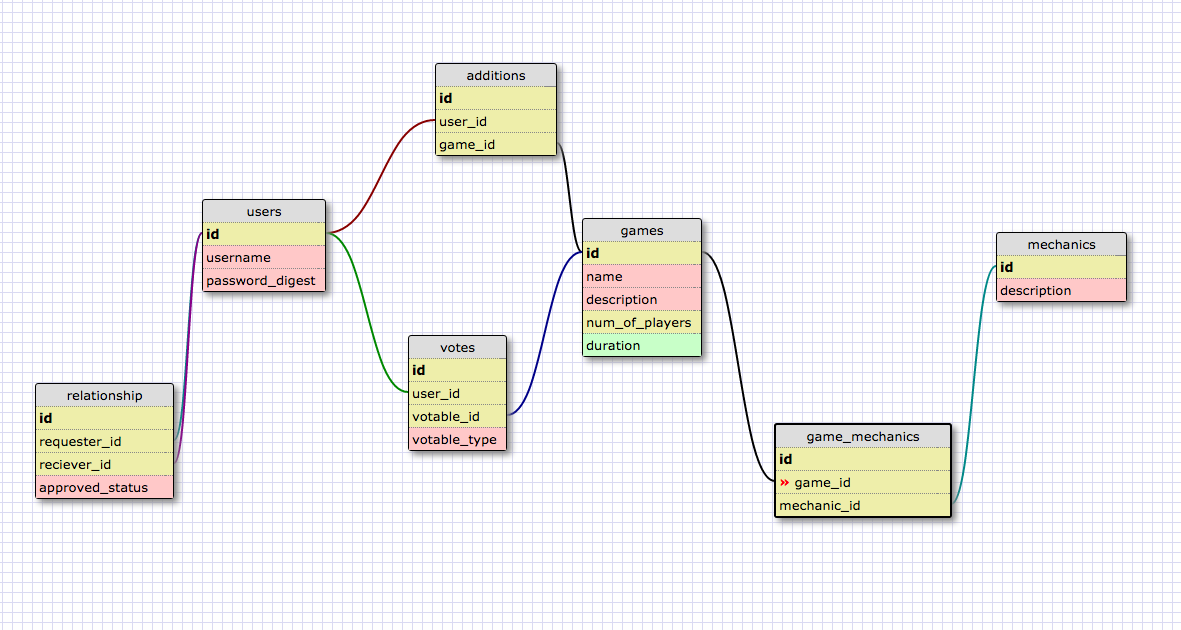 additions
id
user_id
game_id
users
id
username
password_digest
games
id
name
description
num_of_players
duration
mechanics
id
description
votes
id
user_id
votable_id
votable_type
relationship
id
requester_id
reciever_id
approved_status
game_mechanics
id
» game_id
mechanic_id